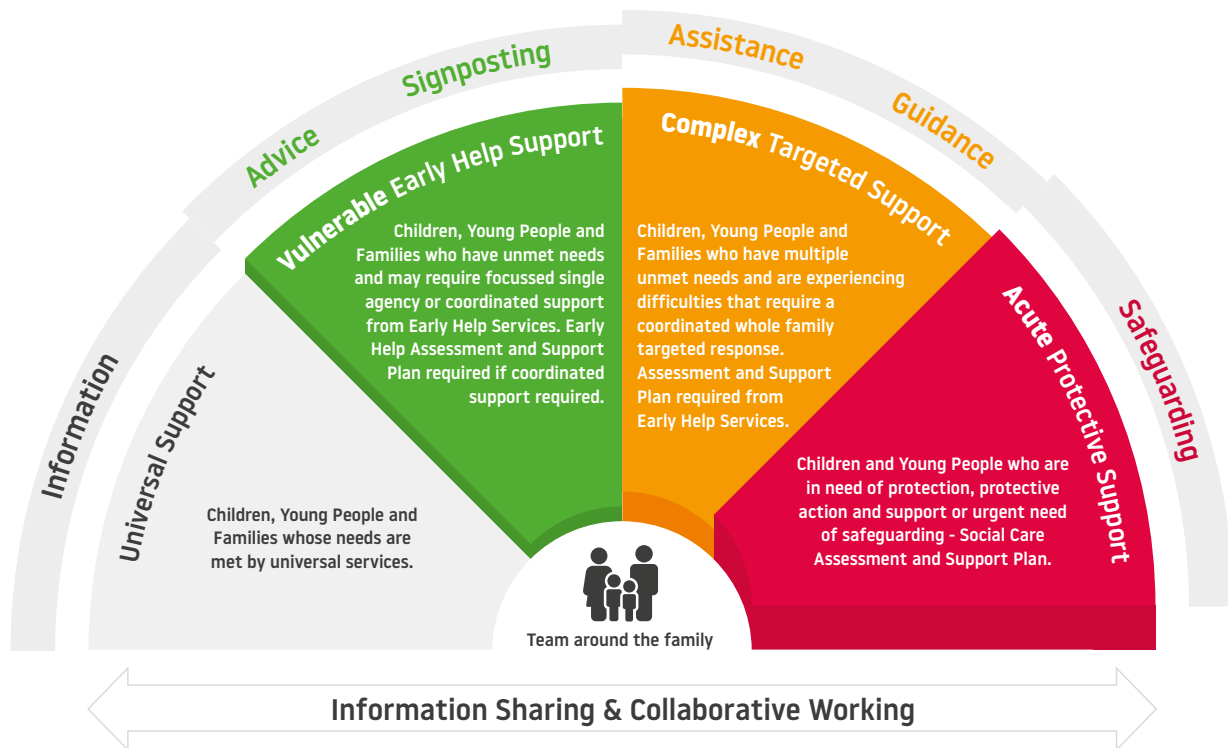 Information
Advice
Signposting
Assistance
Guidance
Safeguarding
Universal Support
Children, Young People and
Families whose needs are
met by universal services.
Vulnerable Early Help Support
Children, Young People and
Families who have unmet needs
and may require focussed single
agency or coordinated support
from Early Help Services. Early
Help Assessment and Support
Plan required if coordinated
support required.
Complex Targeted Support
Children, Young People and
Families who have multiple
unmet needs and are experiencing
difficulties that require a
coordinated whole family
targeted response.
Assessment and Support
Plan required from
Early Help Services.
Acute Protective Support
Children and Young People who are
in need of protection, protective
action and support or urgent need
of safeguarding - Social Care
Assessment and Support Plan.
Team around the family
Information Sharing & Collaborative Working